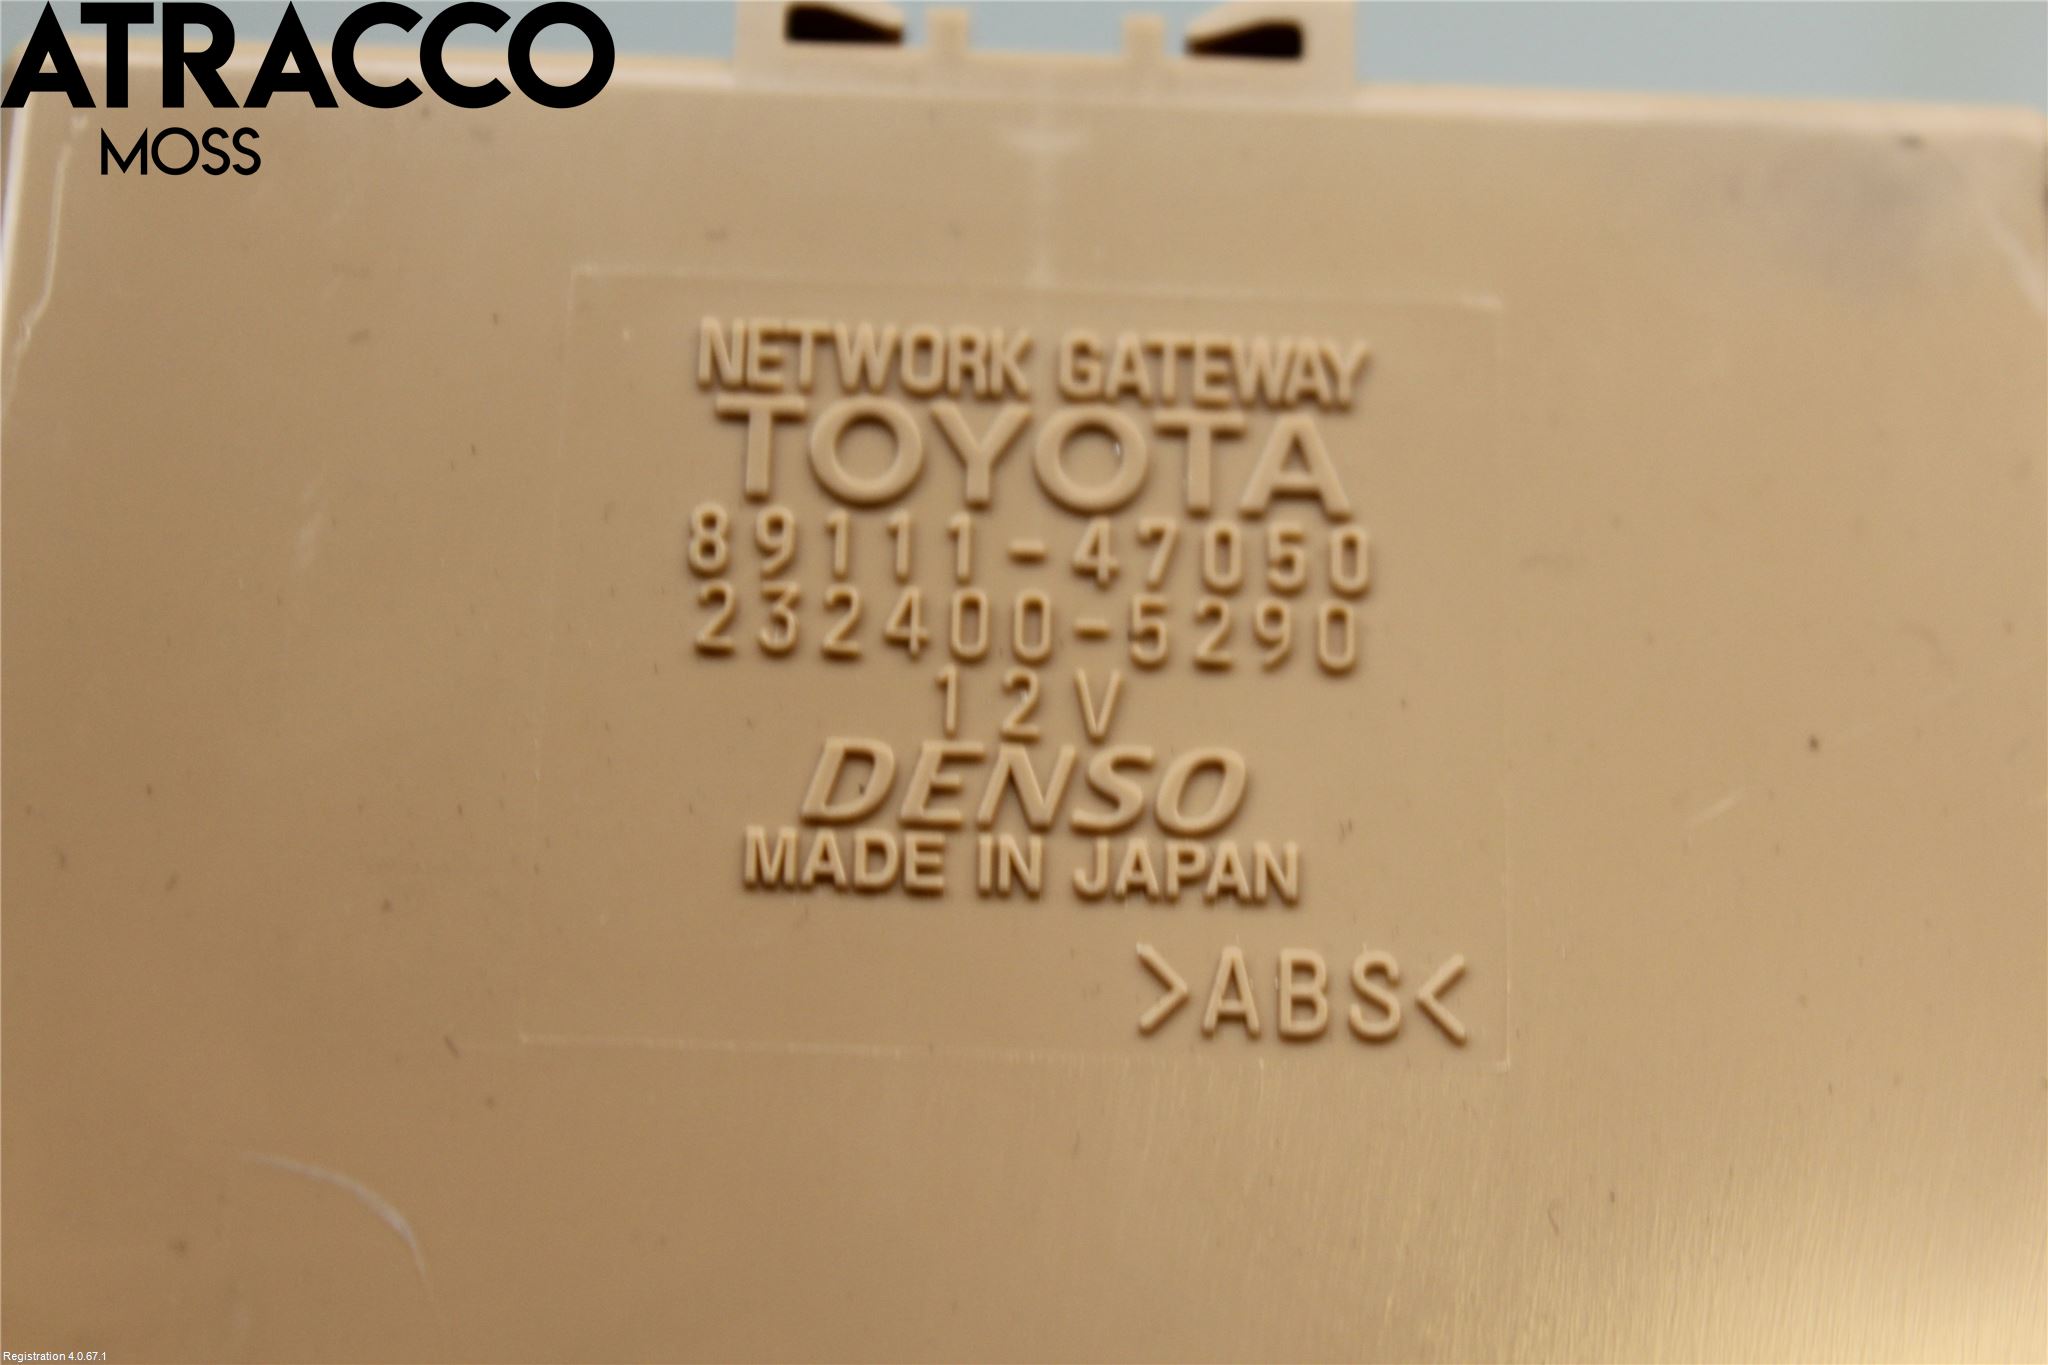 ATRACCO
MOSS
NETWORK GATEWAY
TOYOTA
89111-47050
232400-5290
12V
DENSO
MADE IN JAPAN
>ABS<
Registration 4.0.67.1